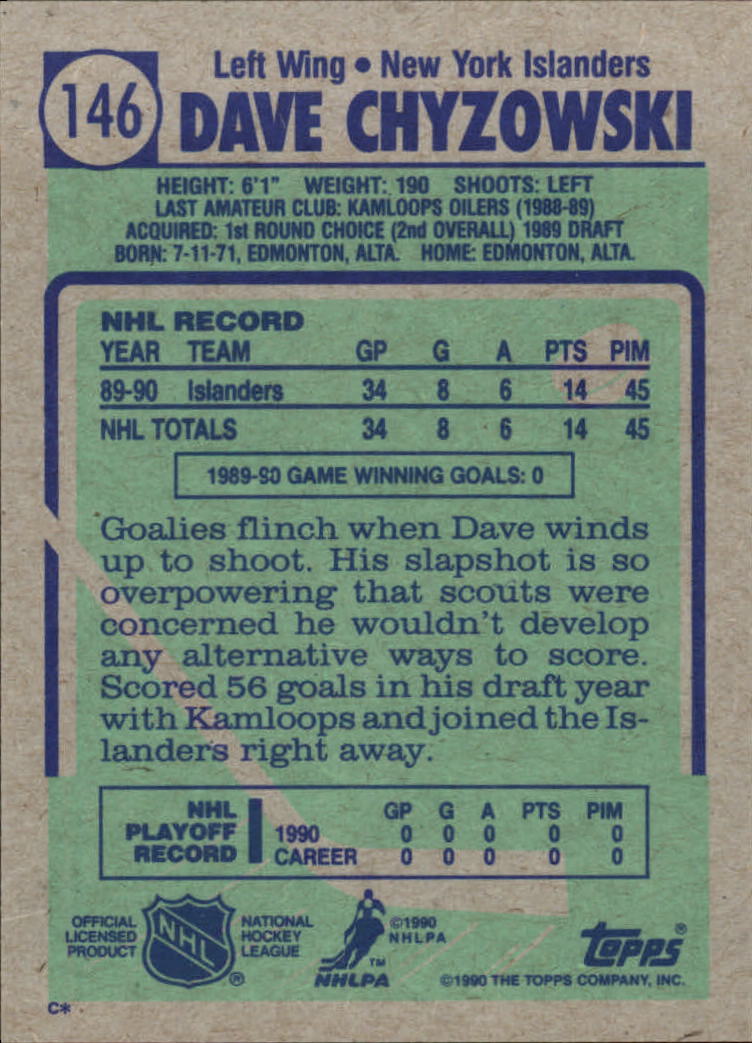 146
Left Wing • New York Islanders
DAVE CHYZOWSKI
HEIGHT: 6'1" WEIGHT: 190 SHOOTS: LEFT
LAST AMATEUR CLUB: KAMLOOPS OILERS (1988-89)
ACQUIRED: 1st ROUND CHOICE (2nd OVERALL) 1989 DRAFT
BORN: 7-11-71, EDMONTON, ALTA. HOME: EDMONTON, ALTA.
NHL RECORD
YEAR TEAM GP G A PTS PIM
89-90 Islanders 34 8 6 14 45
NHL TOTALS 34 8 6 14 45
1989-90 GAME WINNING GOALS: 0
Goalies flinch when Dave winds
up to shoot. His slapshot is so
overpowering that scouts were
concerned he wouldn't develop
any alternative ways to score.
Scored 56 goals in his draft year
with Kamloops and joined the Is-
landers right away.
NHL PLAYOFF RECORD
GP G A PTS PIM
1990 0 0 0 0 0
CAREER 0 0 0 0 0
OFFICIAL
LICENSED
PRODUCT
NHL
®
NATIONAL
HOCKEY
LEAGUE
TM
NHLPA
©1990
NHLPA
topps®
©1990 THE TOPPS COMPANY, INC.
C*